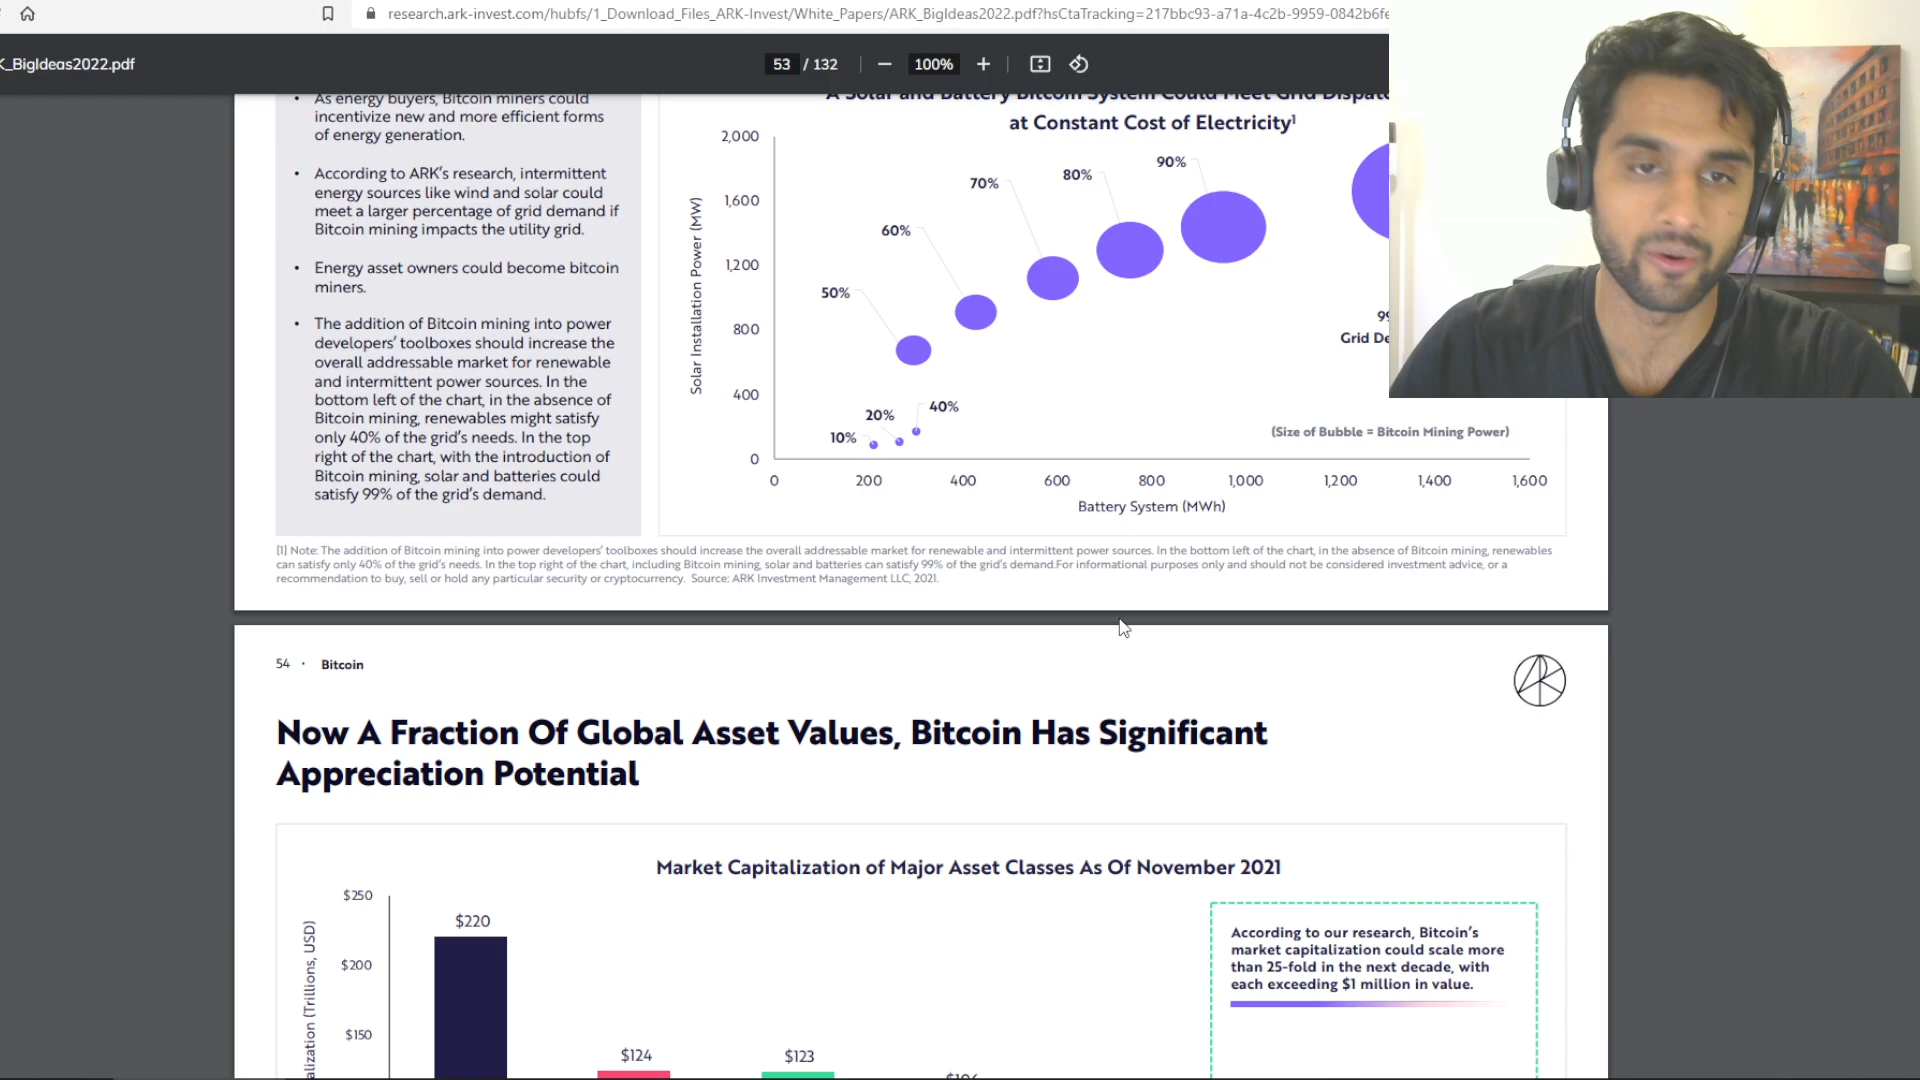 research.ark-invest.com/hubfs/1_Download_Files_ARK-Invest/White_Papers/ARK_BigIdeas2022.pdf?hsCtaTracking=217bbc93-a71a-4c2b-9959-0842b6fe
K_BigIdeas2022.pdf
53 / 132
100%
• As energy buyers, Bitcoin miners could
incentivize new and more efficient forms
of energy generation.
• According to ARK's research, intermittent
energy sources like wind and solar could
meet a larger percentage of grid demand if
Bitcoin mining impacts the utility grid.
• Energy asset owners could become bitcoin
miners.
• The addition of Bitcoin mining into power
developers' toolboxes should increase the
overall addressable market for renewable
and intermittent power sources. In the
bottom left of the chart, in the absence of
Bitcoin mining, renewables might satisfy
only 40% of the grid's needs. In the top
right of the chart, with the introduction of
Bitcoin mining, solar and batteries could
satisfy 99% of the grid's demand.
A Solar and Battery Bitcoin System Could Meet Grid Dispatc
at Constant Cost of Electricity¹
Solar Installation Power (MW)
2,000
1,600
1,200
800
400
0
10%
20%
40%
50%
60%
70%
80%
90%
99
Grid De
(Size of Bubble = Bitcoin Mining Power)
0
200
400
600
800
1,000
1,200
1,400
1,600
Battery System (MWh)
[1] Note: The addition of Bitcoin mining into power developers' toolboxes should increase the overall addressable market for renewable and intermittent power sources. In the bottom left of the chart, in the absence of Bitcoin mining, renewables
can satisfy only 40% of the grid's needs. In the top right of the chart, including Bitcoin mining, solar and batteries can satisfy 99% of the grid's demand.For informational purposes only and should not be considered investment advice, or a
recommendation to buy, sell or hold any particular security or cryptocurrency. Source: ARK Investment Management LLC, 2021.
54 · Bitcoin
Now A Fraction Of Global Asset Values, Bitcoin Has Significant
Appreciation Potential
Market Capitalization of Major Asset Classes As Of November 2021
alization (Trillions, USD)
$250
$200
$150
$220
$124
$123
According to our research, Bitcoin's
market capitalization could scale more
than 25-fold in the next decade, with
each exceeding $1 million in value.